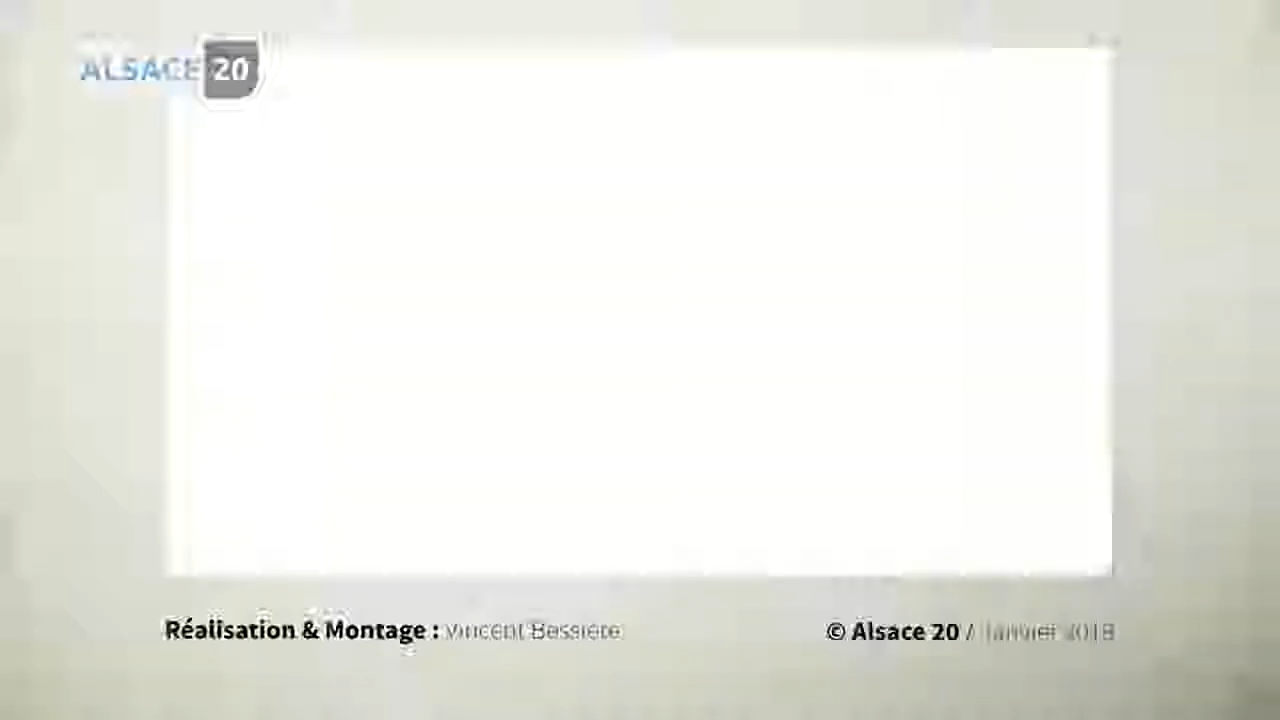 ALSACE 20
Réalisation & Montage : Vincent Bessière
© Alsace 20 / Janvier 2018